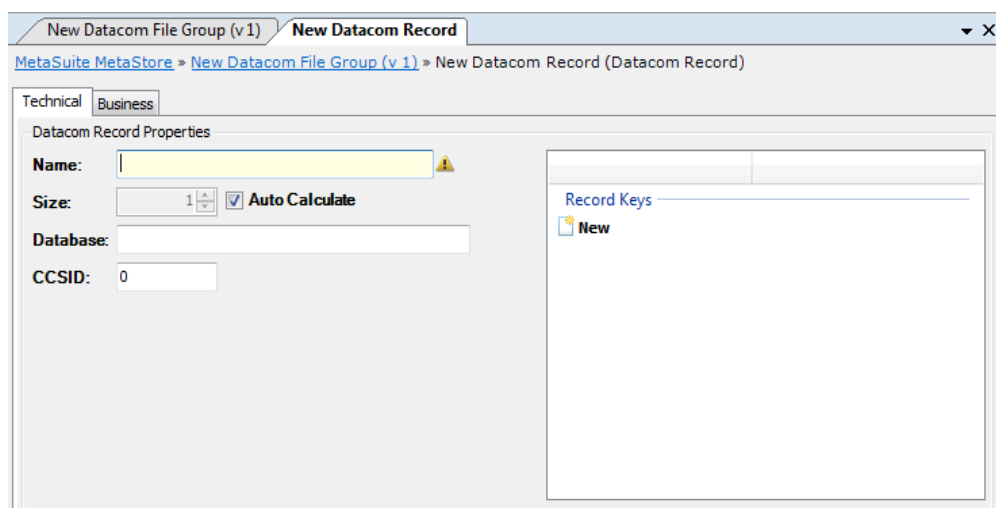 New Datacom File Group (v 1) New Datacom Record
MetaSuite MetaStore » New Datacom File Group (v 1) » New Datacom Record (Datacom Record)
Technical Business
Datacom Record Properties
Name:
Size: 1 Auto Calculate
Database:
CCSID: 0
Record Keys
New